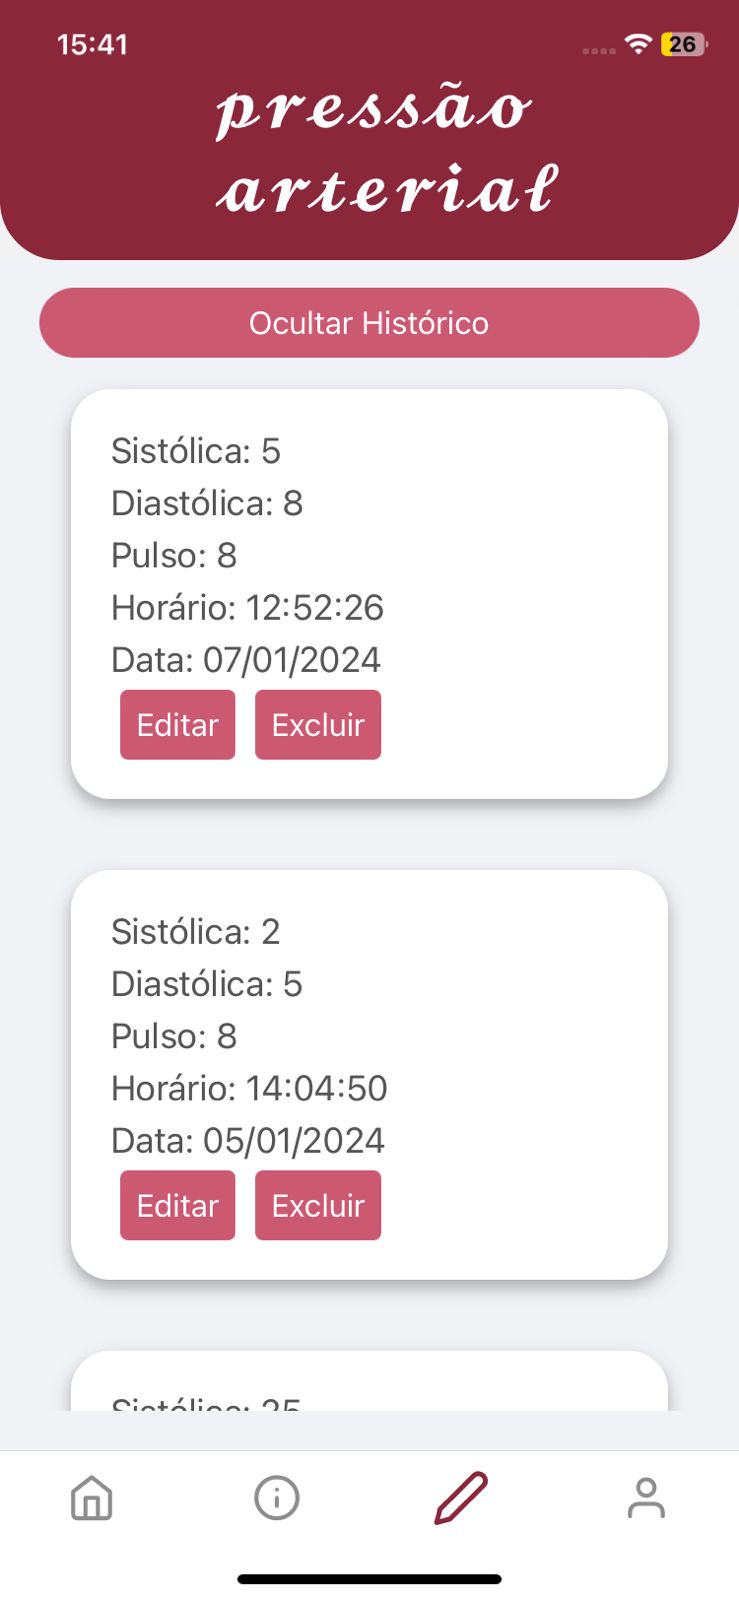 15:41
26
pressão
arterial
Ocultar Histórico
Sistólica: 5
Diastólica: 8
Pulso: 8
Horário: 12:52:26
Data: 07/01/2024
Editar Excluir
Sistólica: 2
Diastólica: 5
Pulso: 8
Horário: 14:04:50
Data: 05/01/2024
Editar Excluir
Sistólica: 25